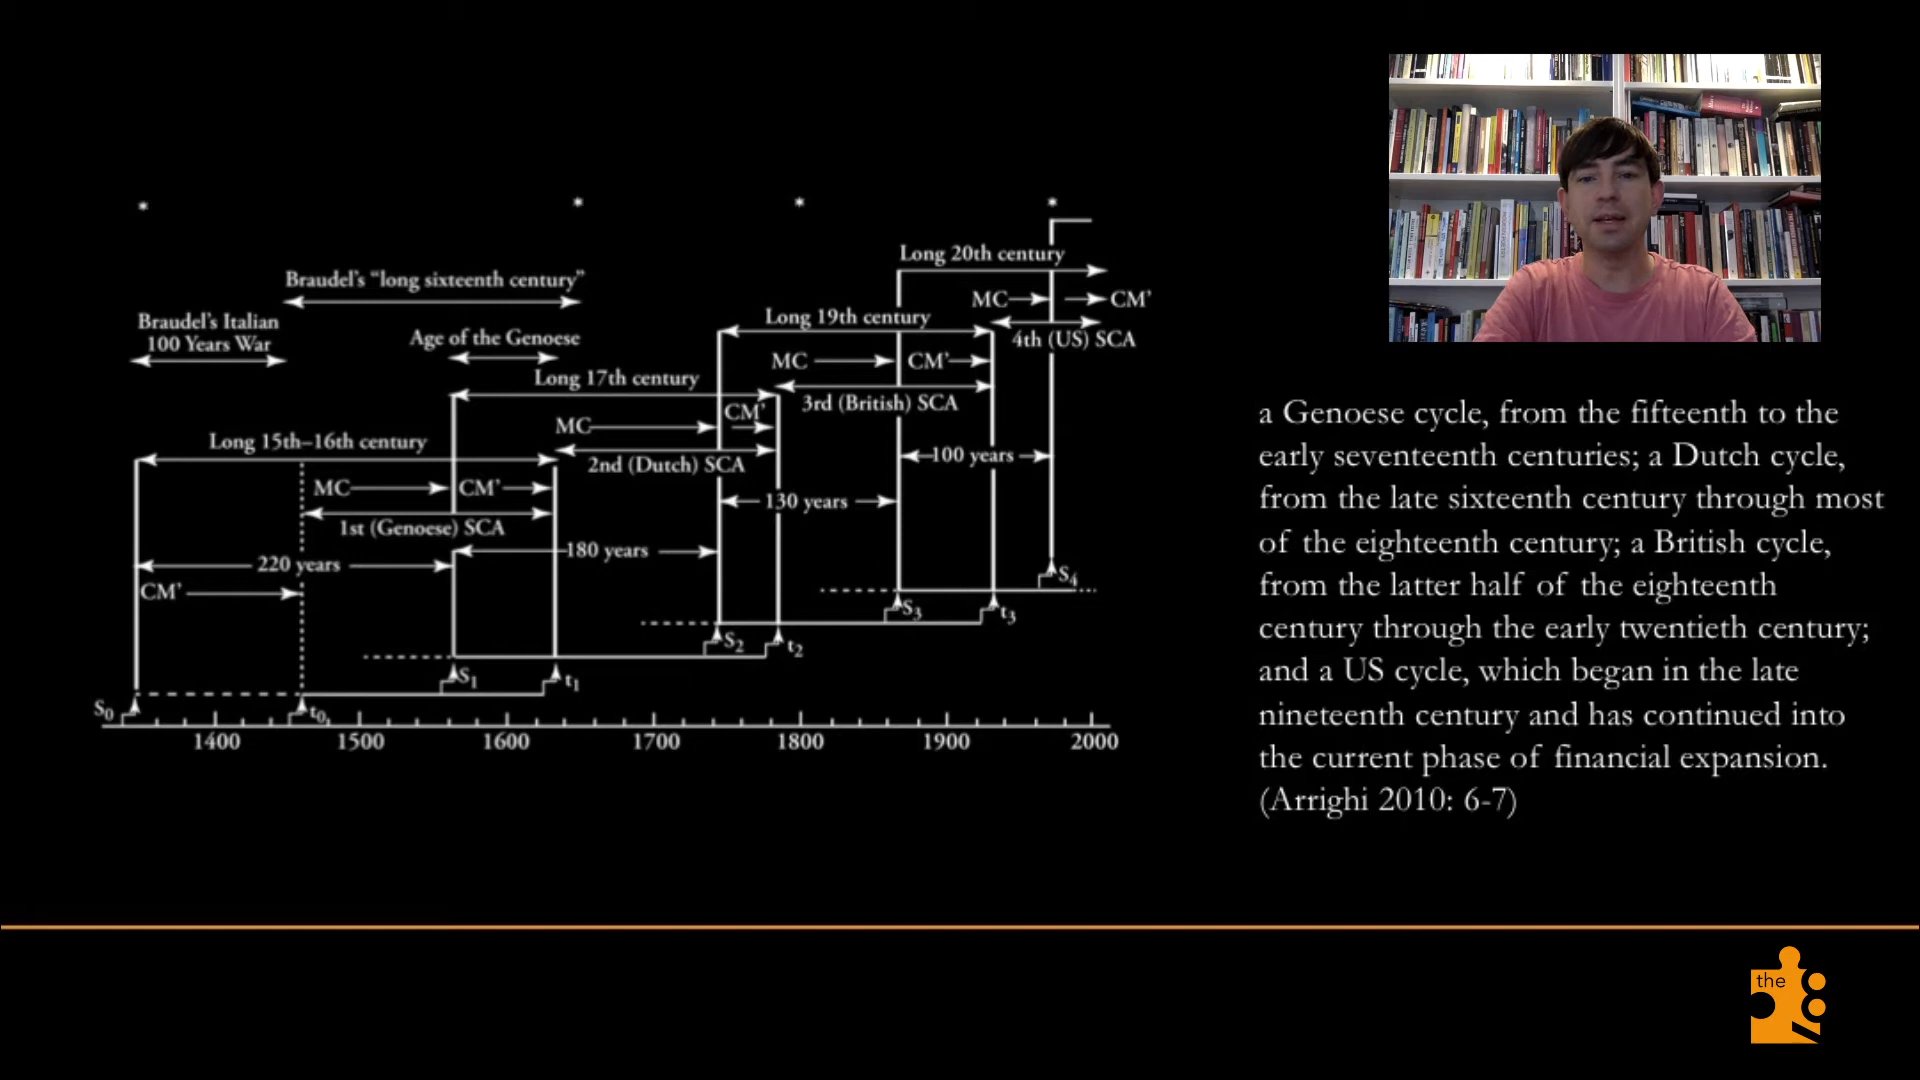 *
*
*
*
Long 20th century
Braudel's “long sixteenth century”
MC
CM'
Braudel's Italian
100 Years War
Long 19th century
4th (US) SCA
Age of the Genoese
MC
CM'
Long 17th century
3rd (British) SCA
CM'
MC
Long 15th–16th century
2nd (Dutch) SCA
100 years
MC
CM'
130 years
1st (Genoese) SCA
180 years
220 years
CM'
S4
S3
t3
S2
t2
S1
t1
S0
t0
1400
1500
1600
1700
1800
1900
2000
a Genoese cycle, from the fifteenth to the
early seventeenth centuries; a Dutch cycle,
from the late sixteenth century through most
of the eighteenth century; a British cycle,
from the latter half of the eighteenth
century through the early twentieth century;
and a US cycle, which began in the late
nineteenth century and has continued into
the current phase of financial expansion.
(Arrighi 2010: 6-7)
the